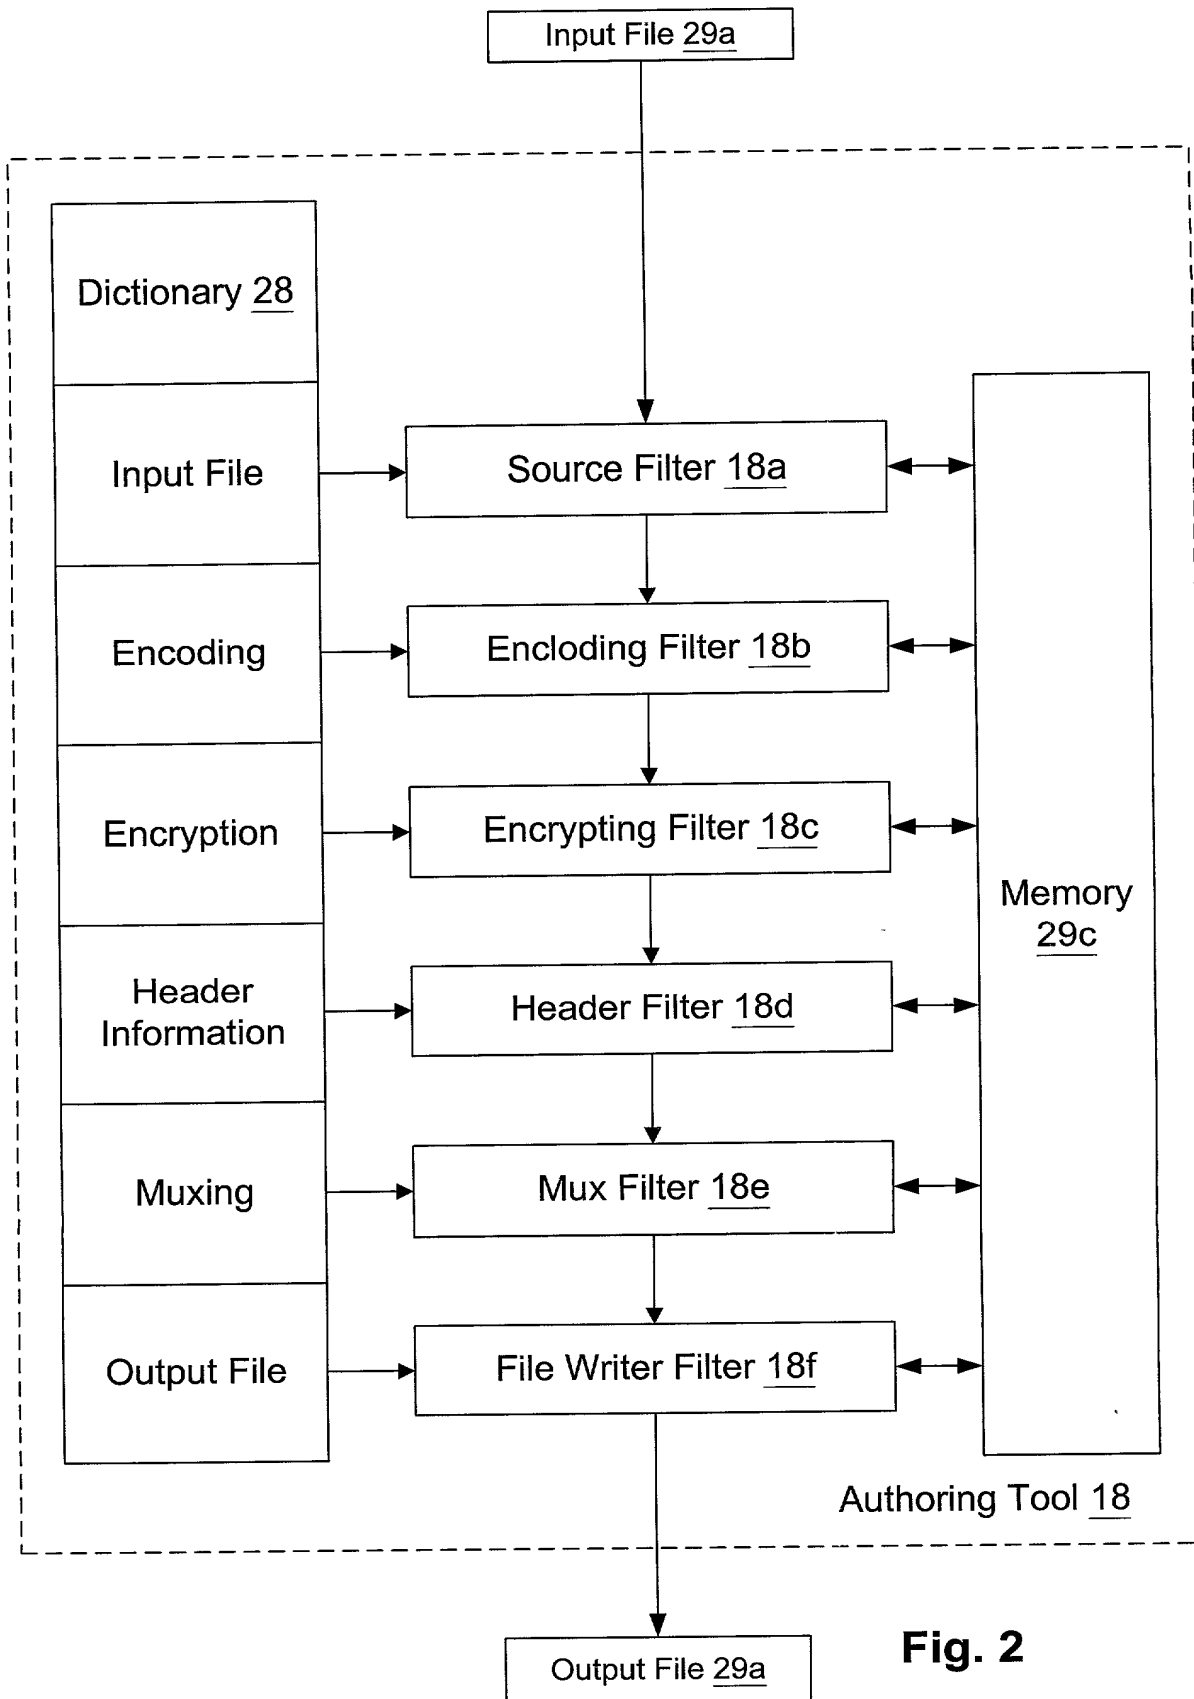 Input File 29a
Dictionary 28
Input File
Source Filter 18a
Encoding
Encloding Filter 18b
Encryption
Encrypting Filter 18c
Memory
29c
Header
Information
Header Filter 18d
Muxing
Mux Filter 18e
Output File
File Writer Filter 18f
Authoring Tool 18
Output File 29a
Fig. 2